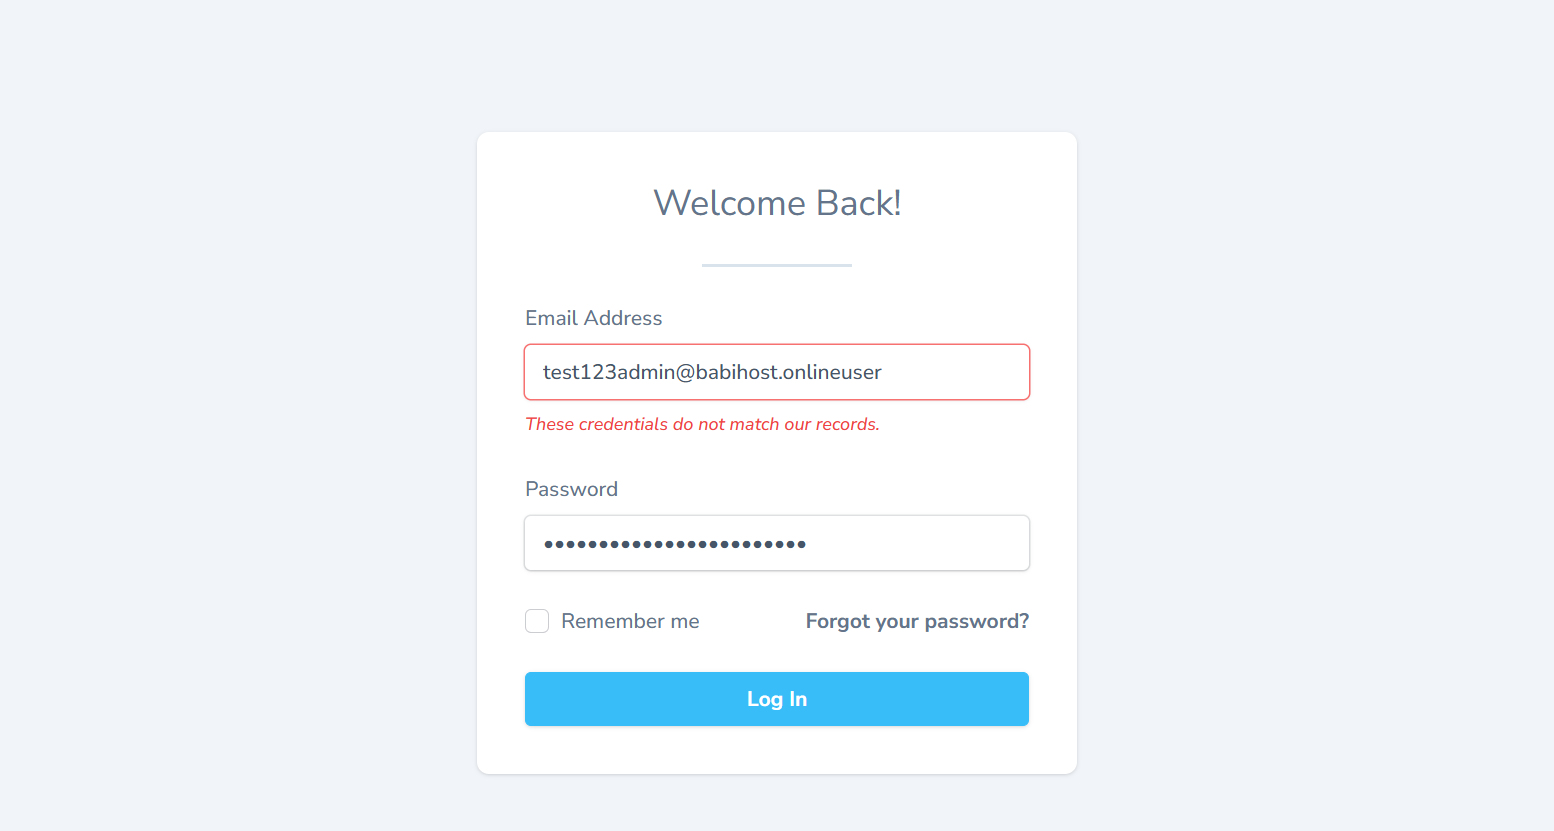 Welcome Back!
Email Address
test123admin@babihost.onlineuser
These credentials do not match our records.
Password
••••••••••••••••••••••••
Remember me
Forgot your password?
Log In